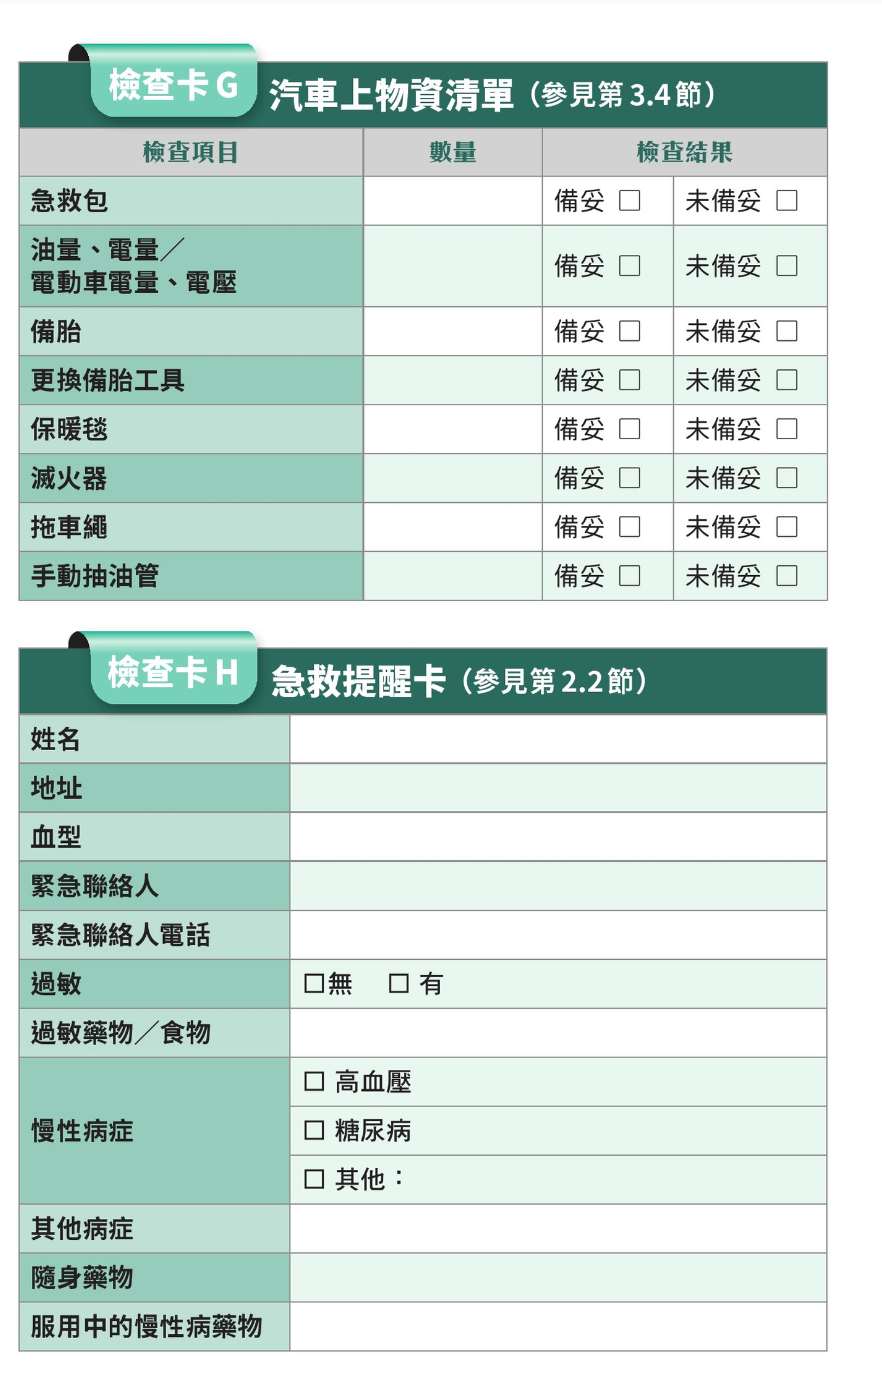 檢查卡G 汽車上物資清單（參見第3.4節）
檢查項目 數量 檢查結果
急救包 備妥 □ 未備妥 □
油量、電量／
電動車電量、電壓 備妥 □ 未備妥 □
備胎 備妥 □ 未備妥 □
更換備胎工具 備妥 □ 未備妥 □
保暖毯 備妥 □ 未備妥 □
滅火器 備妥 □ 未備妥 □
拖車繩 備妥 □ 未備妥 □
手動抽油管 備妥 □ 未備妥 □
檢查卡H 急救提醒卡（參見第2.2節）
姓名
地址
血型
緊急聯絡人
緊急聯絡人電話
過敏 □無 □ 有
過敏藥物／食物
慢性病症
□ 高血壓
□ 糖尿病
□ 其他：
其他病症
隨身藥物
服用中的慢性病藥物